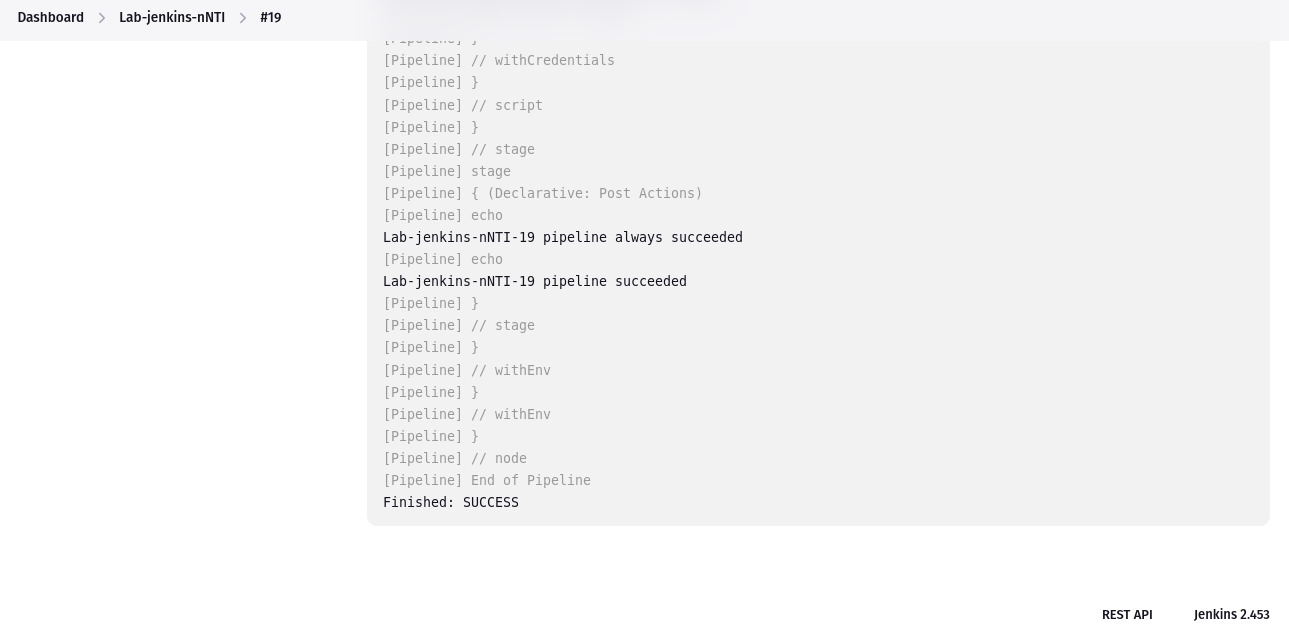 Dashboard > Lab-jenkins-nNTI > #19
[Pipeline] }
[Pipeline] // withCredentials
[Pipeline] }
[Pipeline] // script
[Pipeline] }
[Pipeline] // stage
[Pipeline] stage
[Pipeline] { (Declarative: Post Actions)
[Pipeline] echo
Lab-jenkins-nNTI-19 pipeline always succeeded
[Pipeline] echo
Lab-jenkins-nNTI-19 pipeline succeeded
[Pipeline] }
[Pipeline] // stage
[Pipeline] }
[Pipeline] // withEnv
[Pipeline] }
[Pipeline] // withEnv
[Pipeline] }
[Pipeline] // node
[Pipeline] End of Pipeline
Finished: SUCCESS
REST API Jenkins 2.453